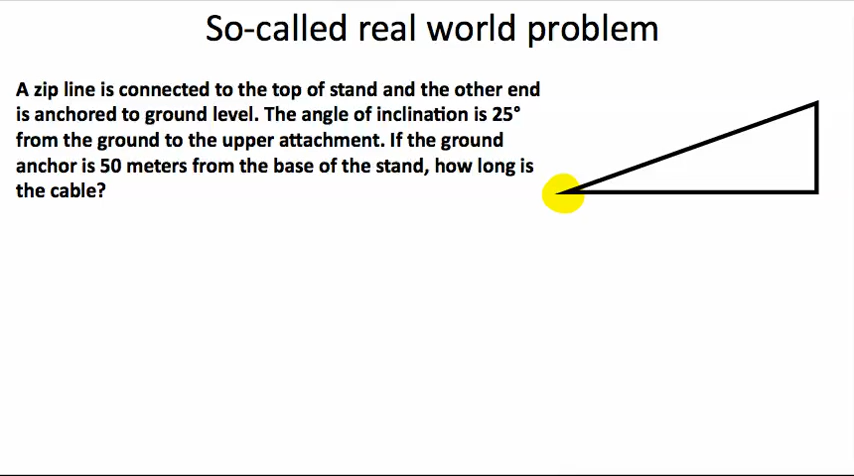 So-called real world problem
A zip line is connected to the top of stand and the other end
is anchored to ground level. The angle of inclination is 25°
from the ground to the upper attachment. If the ground
anchor is 50 meters from the base of the stand, how long is
the cable?